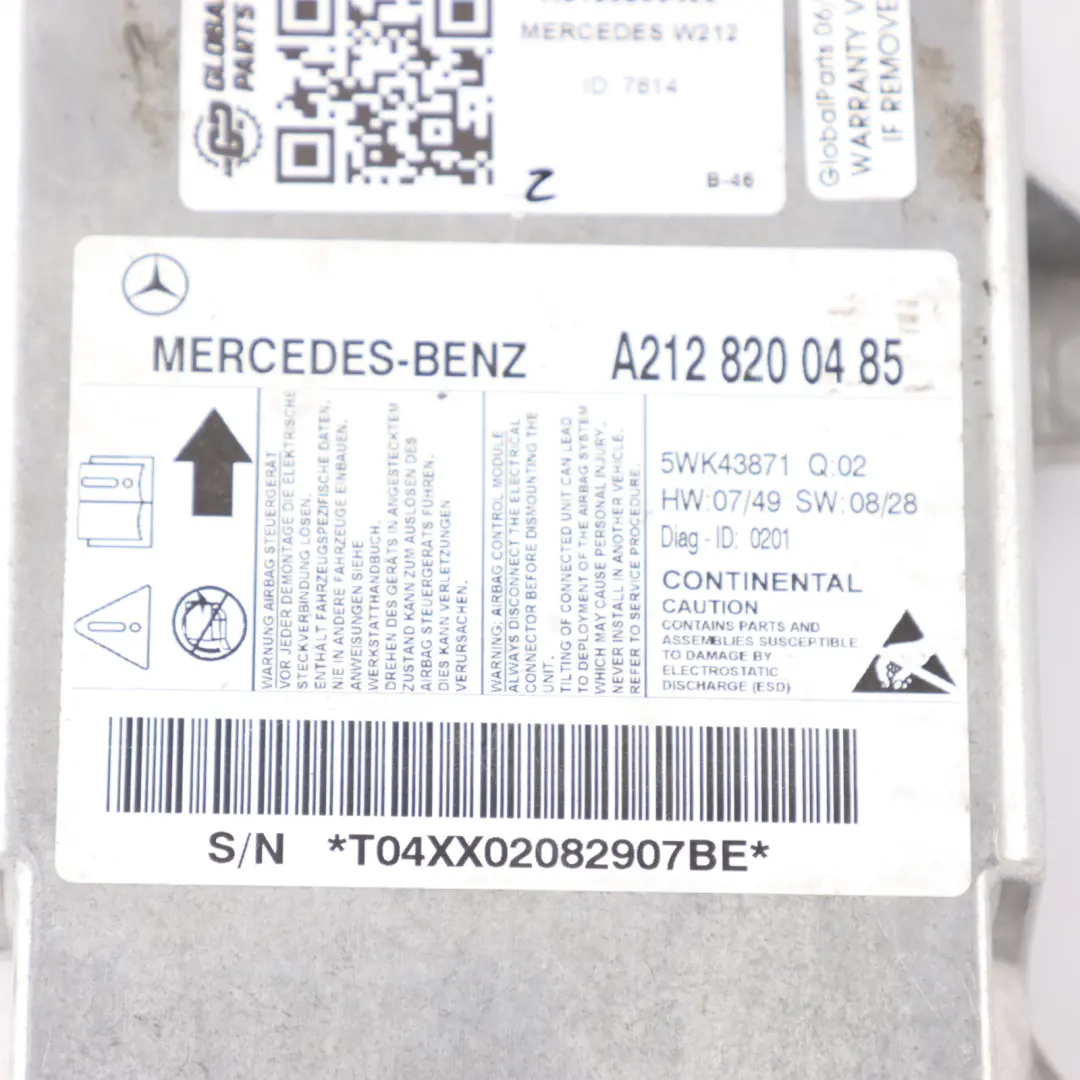 GLOBAL
PARTS
MERCEDES W212
ID 7814
2
B-46
GlobalParts 06/
WARRANTY V
IF REMOVE
MERCEDES-BENZ
A212 820 04 85
WARNUNG AIRBAG STEUERGERÄT
VOR JEDER DEMONTAGE DIE ELEKTRISCHE
STECKVERBINDUNG LÖSEN.
ENTHÄLT FAHRZEUGSPEZIFISCHE DATEN.
NIE IN ANDERE FAHRZEUGE EINBAUEN.
ANWEISUNGEN SIEHE
WERKSTATTHANDBUCH.
DREHEN DES GERÄTS IN ANGESTECKTEM
ZUSTAND KANN ZUM AUSLÖSEN DES
AIRBAG STEUERGERÄTS FÜHREN.
DIES KANN VERLETZUNGEN
VERURSACHEN.
WARNING: AIRBAG CONTROL MODULE
ALWAYS DISCONNECT THE ELECTRICAL
CONNECTOR BEFORE DISMOUNTING THE
UNIT.
TILTING OF CONNECTED UNIT CAN LEAD
TO DEPLOYMENT OF THE AIRBAG SYSTEM
WHICH MAY CAUSE PERSONAL INJURY.
NEVER INSTALL IN ANOTHER VEHICLE.
REFER TO SERVICE PROCEDURE.
5WK43871 Q:02
HW:07/49 SW:08/28
Diag-ID: 0201
CONTINENTAL
CAUTION
CONTAINS PARTS AND
ASSEMBLIES SUSCEPTIBLE
TO DAMAGE BY
ELECTROSTATIC
DISCHARGE (ESD)
S/N *T04XX02082907BE*